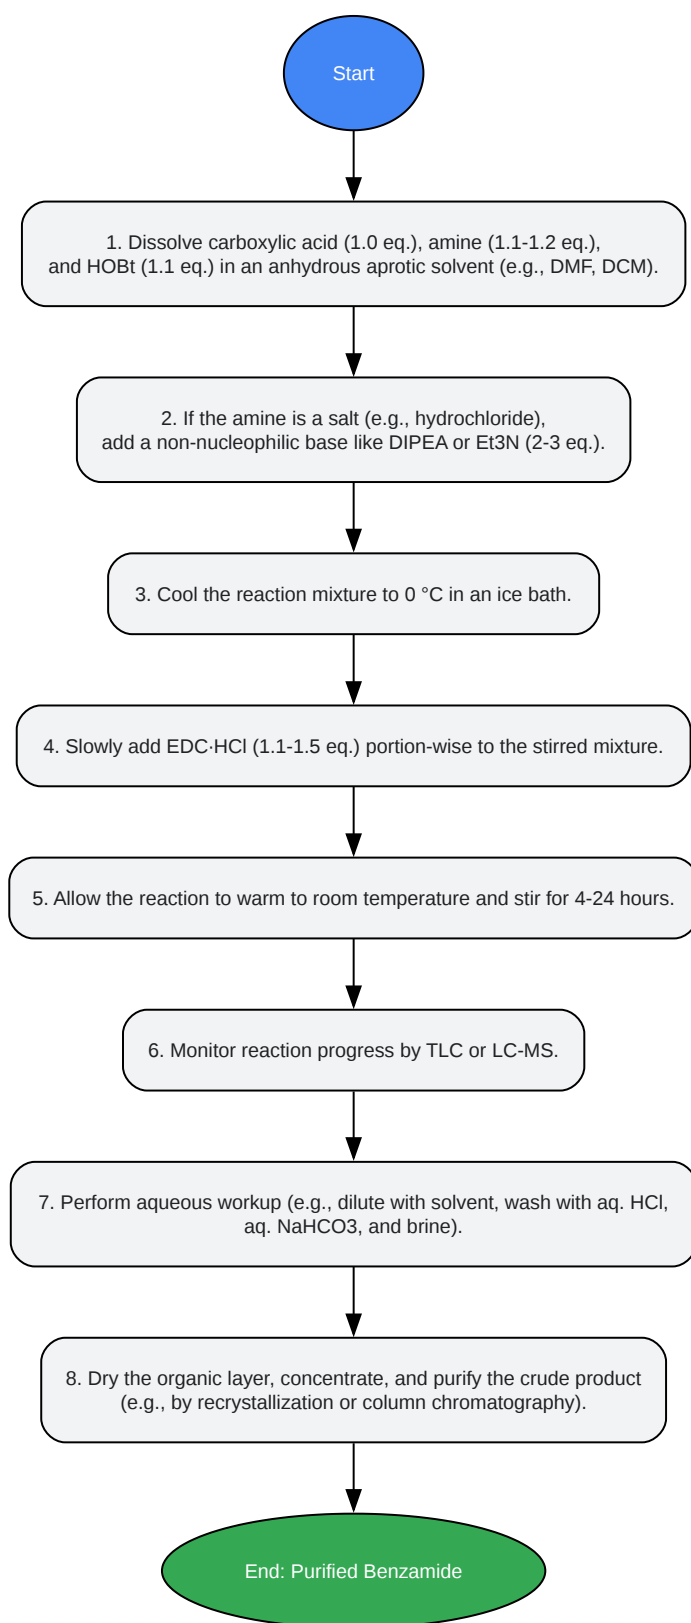 Start
1. Dissolve carboxylic acid (1.0 eq.), amine (1.1-1.2 eq.),
and HOBt (1.1 eq.) in an anhydrous aprotic solvent (e.g., DMF, DCM).
2. If the amine is a salt (e.g., hydrochloride),
add a non-nucleophilic base like DIPEA or Et3N (2-3 eq.).
3. Cool the reaction mixture to 0 °C in an ice bath.
4. Slowly add EDC·HCl (1.1-1.5 eq.) portion-wise to the stirred mixture.
5. Allow the reaction to warm to room temperature and stir for 4-24 hours.
6. Monitor reaction progress by TLC or LC-MS.
7. Perform aqueous workup (e.g., dilute with solvent, wash with aq. HCl,
aq. NaHCO3, and brine).
8. Dry the organic layer, concentrate, and purify the crude product
(e.g., by recrystallization or column chromatography).
End: Purified Benzamide